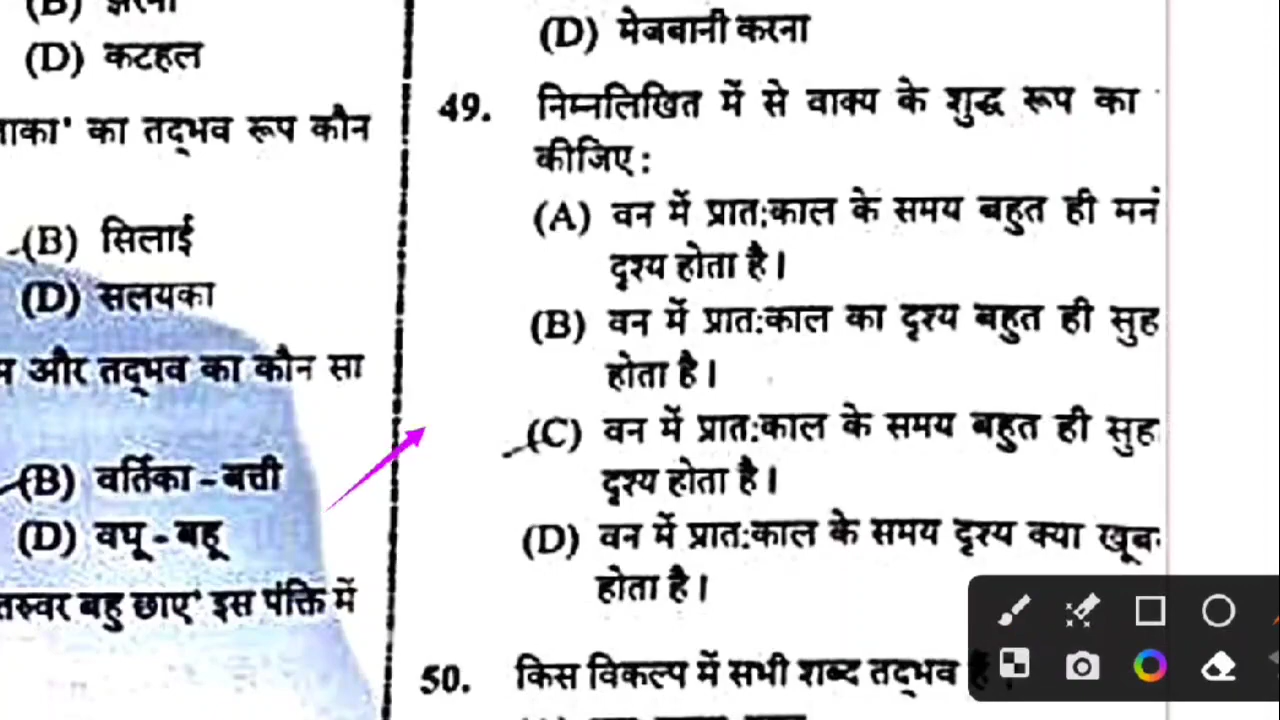 (D) कटहल
का तद्भव रूप कौन
(B) सिलाई
(D) सलयका
और तद्भव का कौन सा
(B) वर्तिका - बत्ती
(D) वधू - बहू
तरुवर बहु छाए' इस पंक्ति में
(D) मेजबानी करना
49. निम्नलिखित में से वाक्य के शुद्ध रूप का
कीजिए :
(A) वन में प्रात:काल के समय बहुत ही
दृश्य होता है।
(B) वन में प्रात:काल का दृश्य बहुत ही
होता है।
(C) वन में प्रात:काल के समय बहुत ही
दृश्य होता है।
(D) वन में प्रात:काल के समय दृश्य क्या खूब
होता है।
50. किस विकल्प में सभी शब्द तद्भव